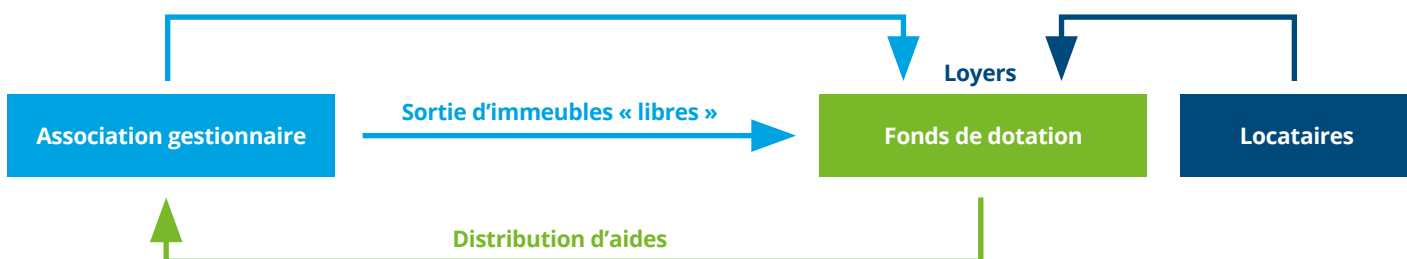 Loyers
Association gestionnaire
Sortie d’immeubles « libres »
Fonds de dotation
Locataires
Distribution d’aides